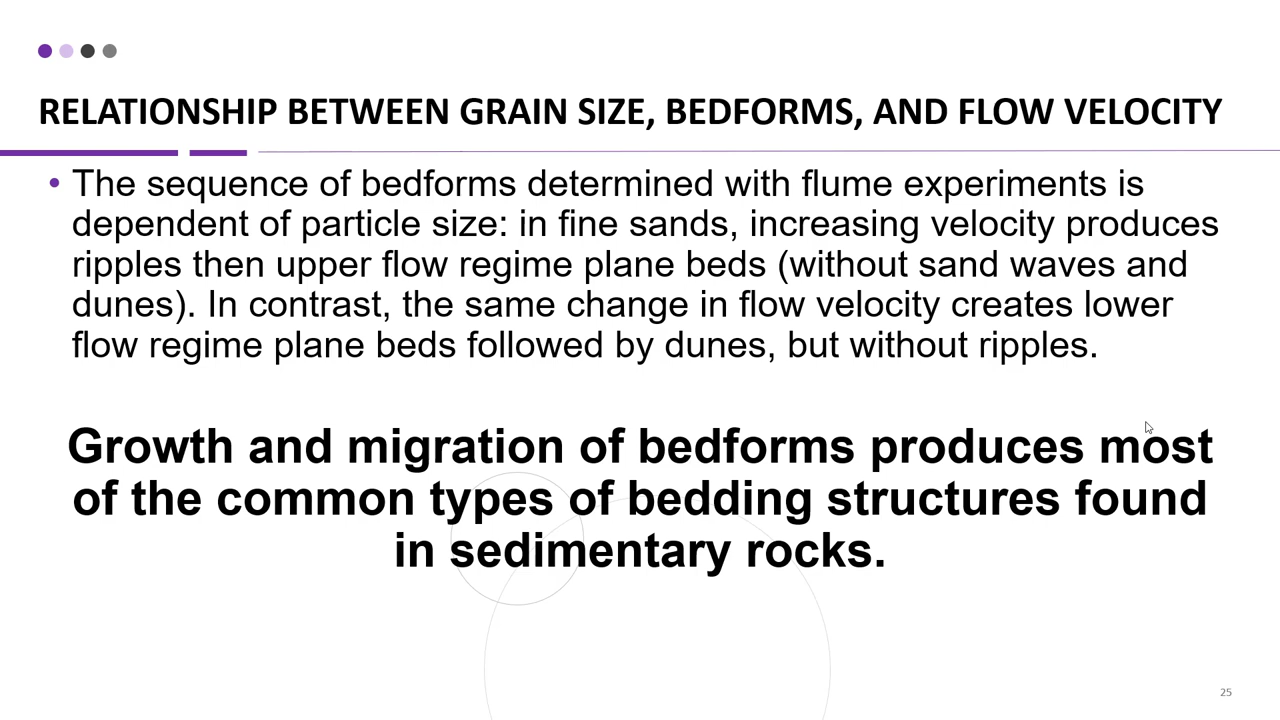 RELATIONSHIP BETWEEN GRAIN SIZE, BEDFORMS, AND FLOW VELOCITY
• The sequence of bedforms determined with flume experiments is
dependent of particle size: in fine sands, increasing velocity produces
ripples then upper flow regime plane beds (without sand waves and
dunes). In contrast, the same change in flow velocity creates lower
flow regime plane beds followed by dunes, but without ripples.
Growth and migration of bedforms produces most
of the common types of bedding structures found
in sedimentary rocks.
25